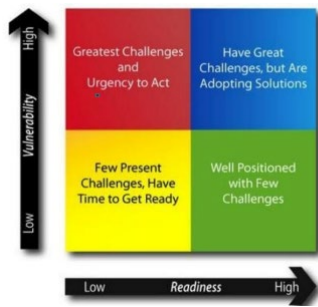 High
Vulnerability
Low
Greatest Challenges
and
Urgency to Act
Have Great
Challenges, but Are
Adopting Solutions
Few Present
Challenges, Have
Time to Get Ready
Well Positioned
with Few
Challenges
Low Readiness High